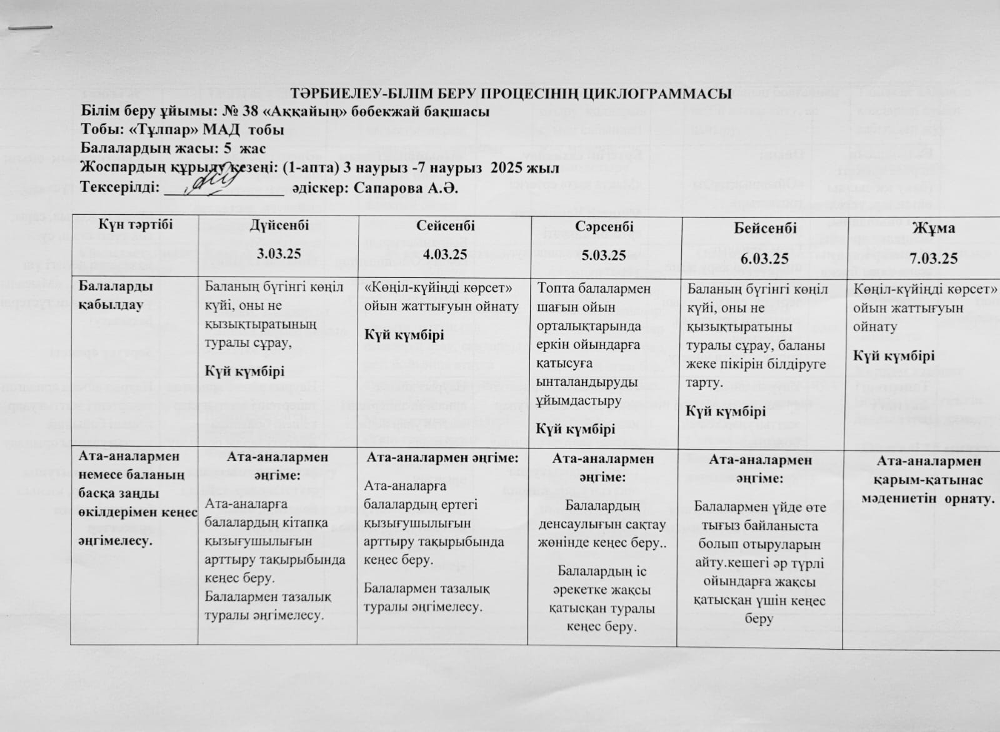 ТӘРБИЕЛЕУ-БІЛІМ БЕРУ ПРОЦЕСІНІҢ ЦИКЛОГРАММАСЫ
Білім беру ұйымы: № 38 «Аққайың» бөбекжай бақшасы
Тобы: «Тұлпар» МАД тобы
Балалардың жасы: 5 жас
Жоспардың құрылу кезеңі: (1-апта) 3 наурыз -7 наурыз 2025 жыл
Тексерілді: ________________ әдіскер: Сапарова А.Ә.
Күн тәртібі
Дүйсенбі
3.03.25
Сейсенбі
4.03.25
Сәрсенбі
5.03.25
Бейсенбі
6.03.25
Жұма
7.03.25
Балаларды
қабылдау
Баланың бүгінгі көңіл
күйі, оны не
қызықтыратының
туралы сұрау,
Күй күмбірі
«Көңіл-күйіңді көрсет»
ойын жаттығуын ойнату
Күй күмбірі
Топта балалармен
шағын ойын
орталықтарында
еркін ойындарға
қатысуға
ынталандыруды
ұйымдастыру
Күй күмбірі
Баланың бүгінгі көңіл
күйі, оны не
қызықтыратыны
туралы сұрау, баланы
жеке пікірін білдіруге
тарту.
Күй күмбірі
Көңіл-күйіңді көрсет»
ойын жаттығуын
ойнату
Күй күмбірі
Ата-аналармен
немесе баланың
басқа заңды
өкілдерімен кеңес
әңгімелесу.
Ата-аналармен
әңгіме:
Ата-аналарға
балалардың кітапқа
қызығушылығын
арттыру тақырыбында
кеңес беру.
Балалармен тазалық
туралы әңгімелесу.
Ата-аналармен әңгіме:
Ата-аналарға
балалардың ертегі
қызығушылығын
арттыру тақырыбында
кеңес беру.
Балалармен тазалық
туралы әңгімелесу.
Ата-аналармен
әңгіме:
Балалардың
денсаулығын сақтау
жөнінде кеңес беру..
Балалардың іс
әрекетке жақсы
қатысқан туралы
кеңес беру.
Ата-аналармен
әңгіме:
Балалармен үйде өте
тығыз байланыста
болып отыруларын
айту.кешегі әр түрлі
ойындарға жақсы
қатысқан үшін кеңес
беру
Ата-аналармен
қарым-қатынас
мәдениетін орнату.